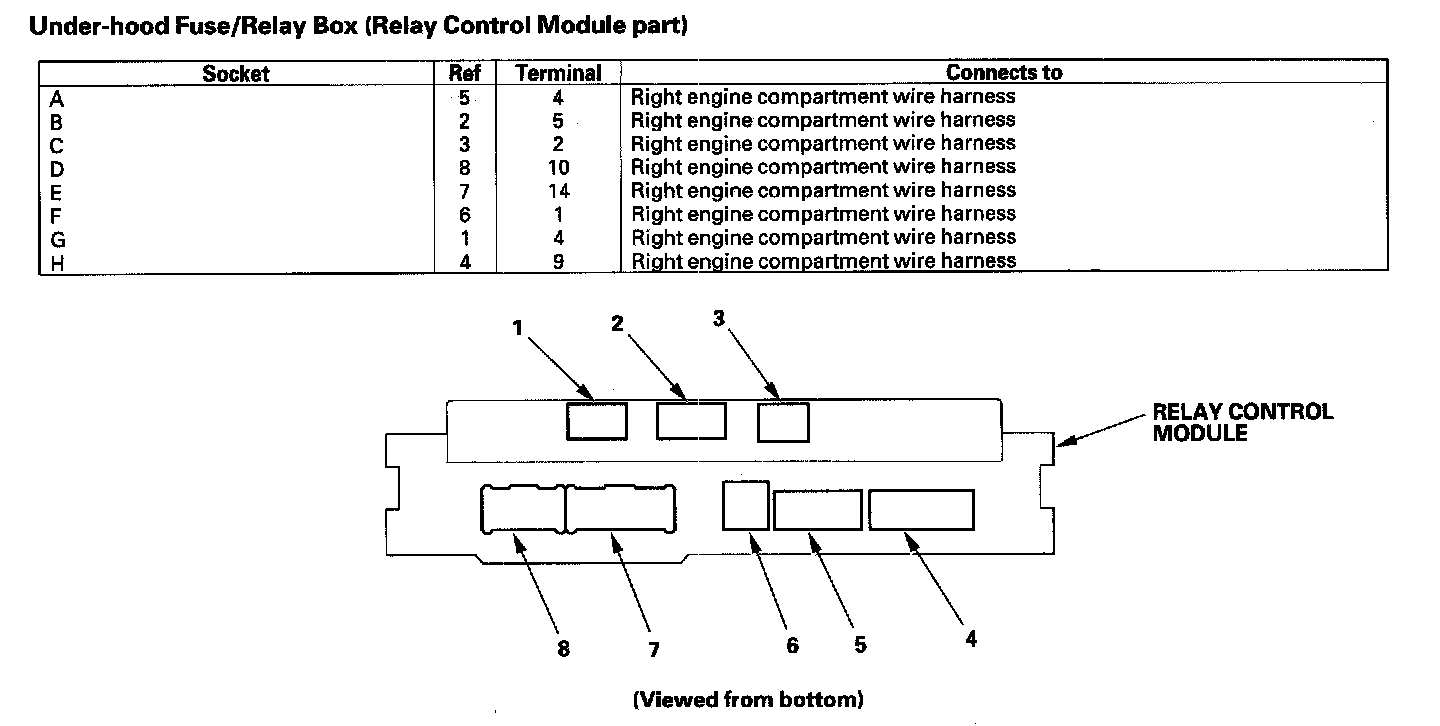 Under-hood Fuse/Relay Box (Relay Control Module part)
Socket Ref Terminal Connects to
A 5 4 Right engine compartment wire harness
B 2 5 Right engine compartment wire harness
C 3 2 Right engine compartment wire harness
D 8 10 Right engine compartment wire harness
E 7 14 Right engine compartment wire harness
F 6 1 Right engine compartment wire harness
G 1 4 Right engine compartment wire harness
H 4 9 Right engine compartment wire harness
1 2 3
RELAY CONTROL
MODULE
8 7 6 5 4
(Viewed from bottom)